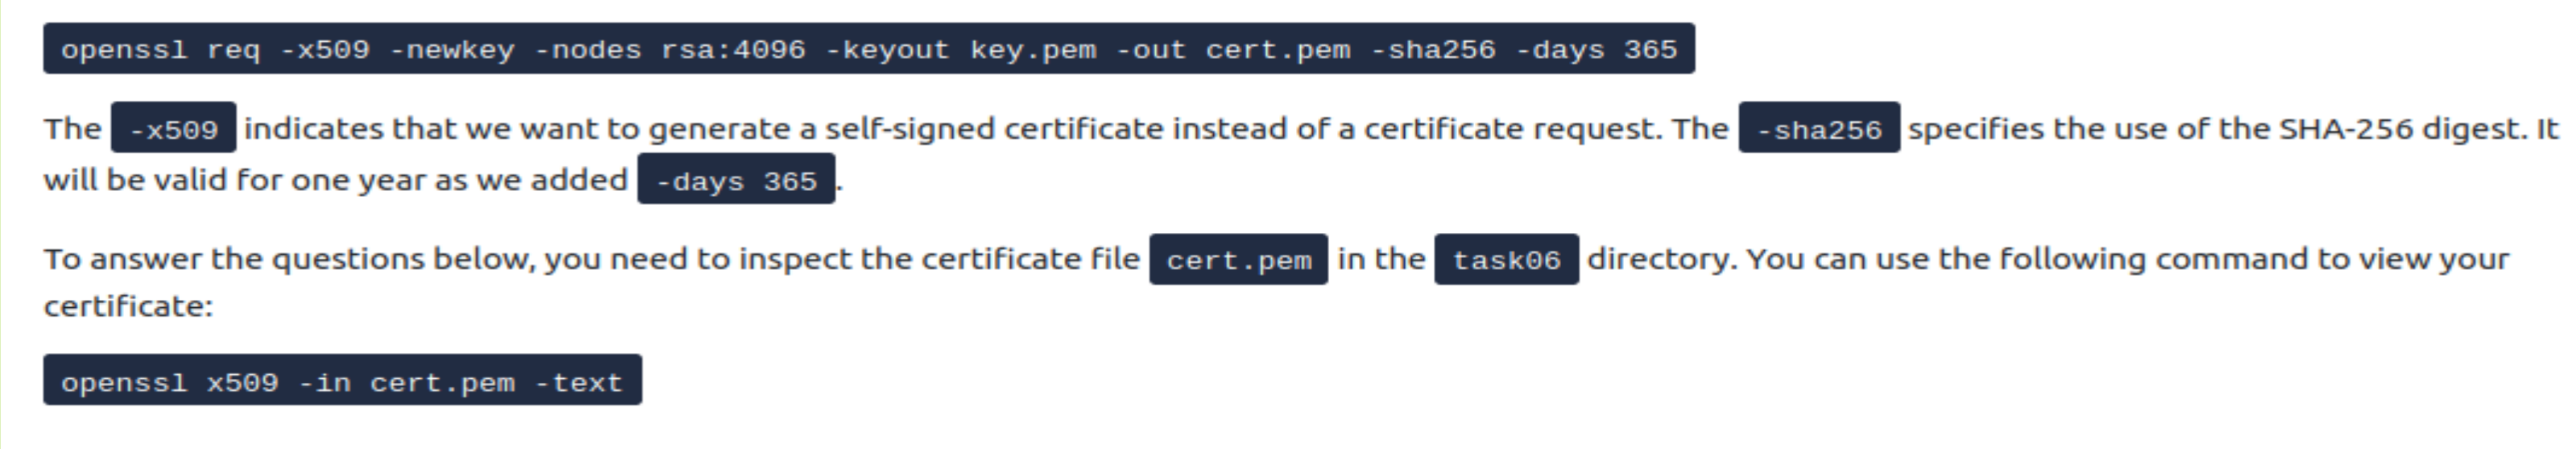 openssl req -x509 -newkey -nodes rsa:4096 -keyout key.pem -out cert.pem -sha256 -days 365
The -x509 indicates that we want to generate a self-signed certificate instead of a certificate request. The -sha256 specifies the use of the SHA-256 digest. It
will be valid for one year as we added -days 365.
To answer the questions below, you need to inspect the certificate file cert.pem in the task06 directory. You can use the following command to view your
certificate:
openssl x509 -in cert.pem -text